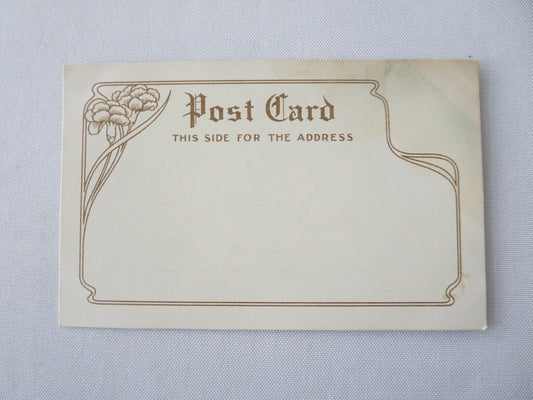 Post Card
THIS SIDE FOR THE ADDRESS